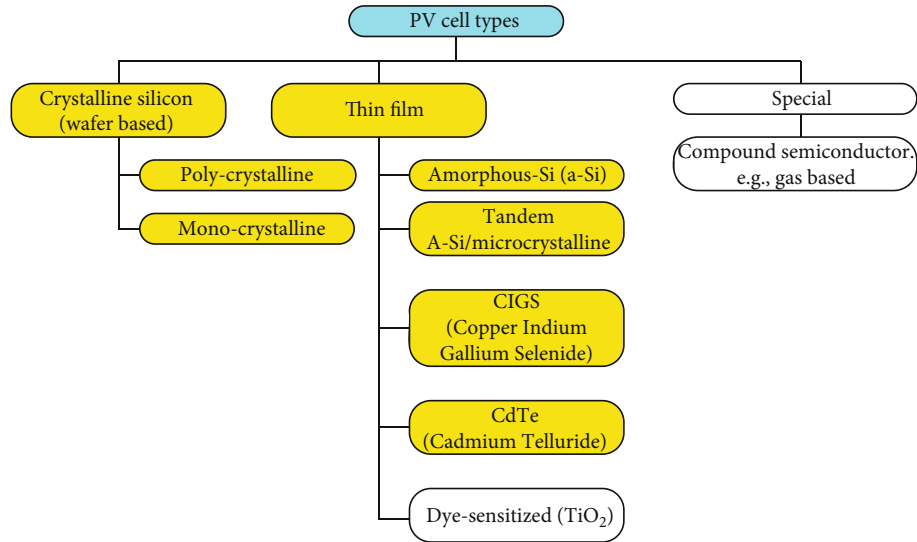 PV cell types
Crystalline silicon
(wafer based)
Poly-crystalline
Mono-crystalline
Thin film
Amorphous-Si (a-Si)
Tandem
A-Si/microcrystalline
CIGS
(Copper Indium
Gallium Selenide)
CdTe
(Cadmium Telluride)
Dye-sensitized (TiO₂)
Special
Compound semiconductor.
e.g., gas based